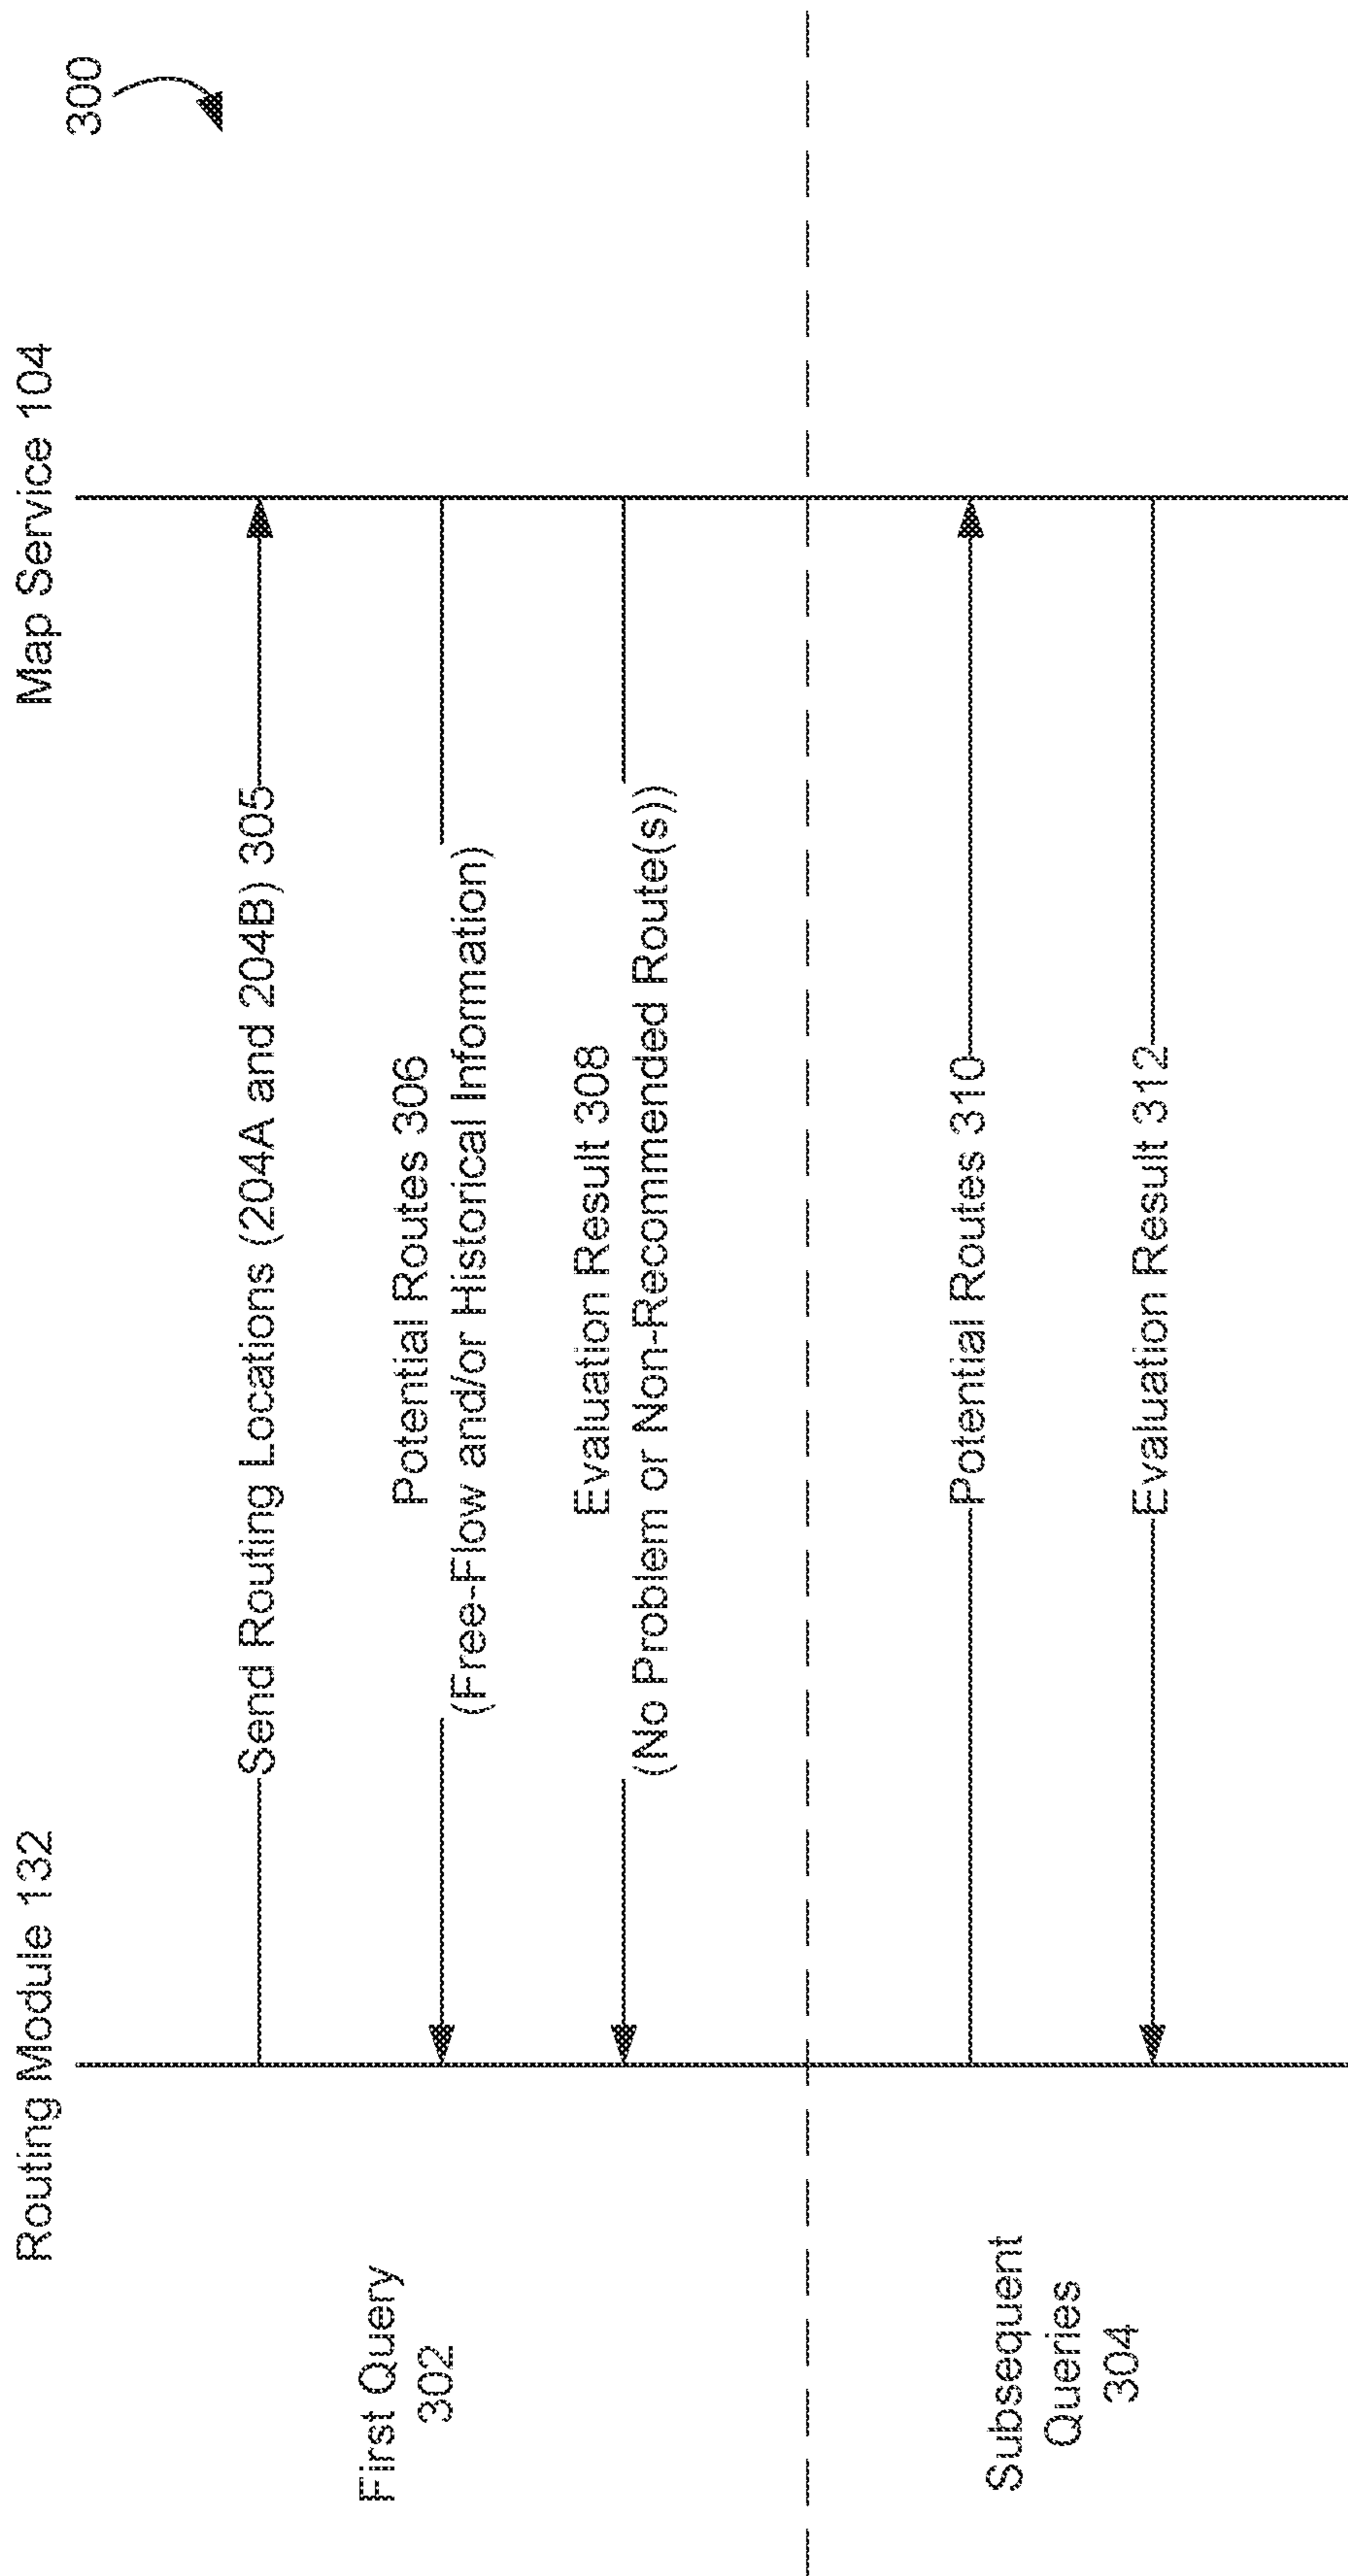 300
Routing Module 132
Map Service 104
First Query
302
Send Routing Locations (204A and 204B) 305
Potential Routes 306
(Free-Flow and/or Historical Information)
Evaluation Result 308
(No Problem or Non-Recommended Route(s))
Subsequent
Queries
304
Potential Routes 310
Evaluation Result 312